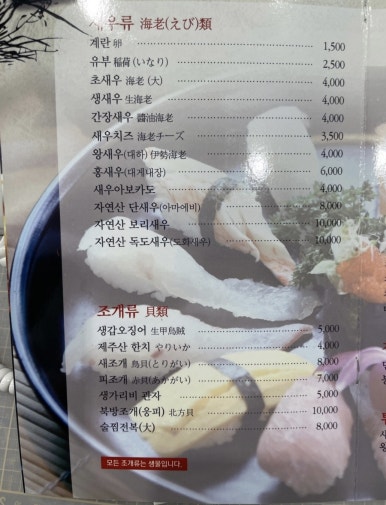 새우류 海老(えび)類
계란 卵 1,500
유부 稲荷 (いなり) 2,500
초새우 海老 (大) 4,000
생새우 生海老 4,000
간장새우 醬油海老 4,000
새우치즈 海老チーズ 3,500
왕새우(대하) 伊勢海老 4,000
홍새우(대게대장) 6,000
새우아보카도 4,000
자연산 단새우(아마에비) 8,000
자연산 보리새우 10,000
자연산 독도새우(도화새우) 10,000
조개류 貝類
생갑오징어 生甲烏賊 5,000
제주산 한치 やりいか 4,000
새조개 鳥貝(とりがい) 8,000
피조개 赤貝(あかがい) 7,000
생가리비 관자 5,000
북방조개(웅피) 北方貝 10,000
술찜전복(大) 8,000
모든 조개류는 생물입니다.